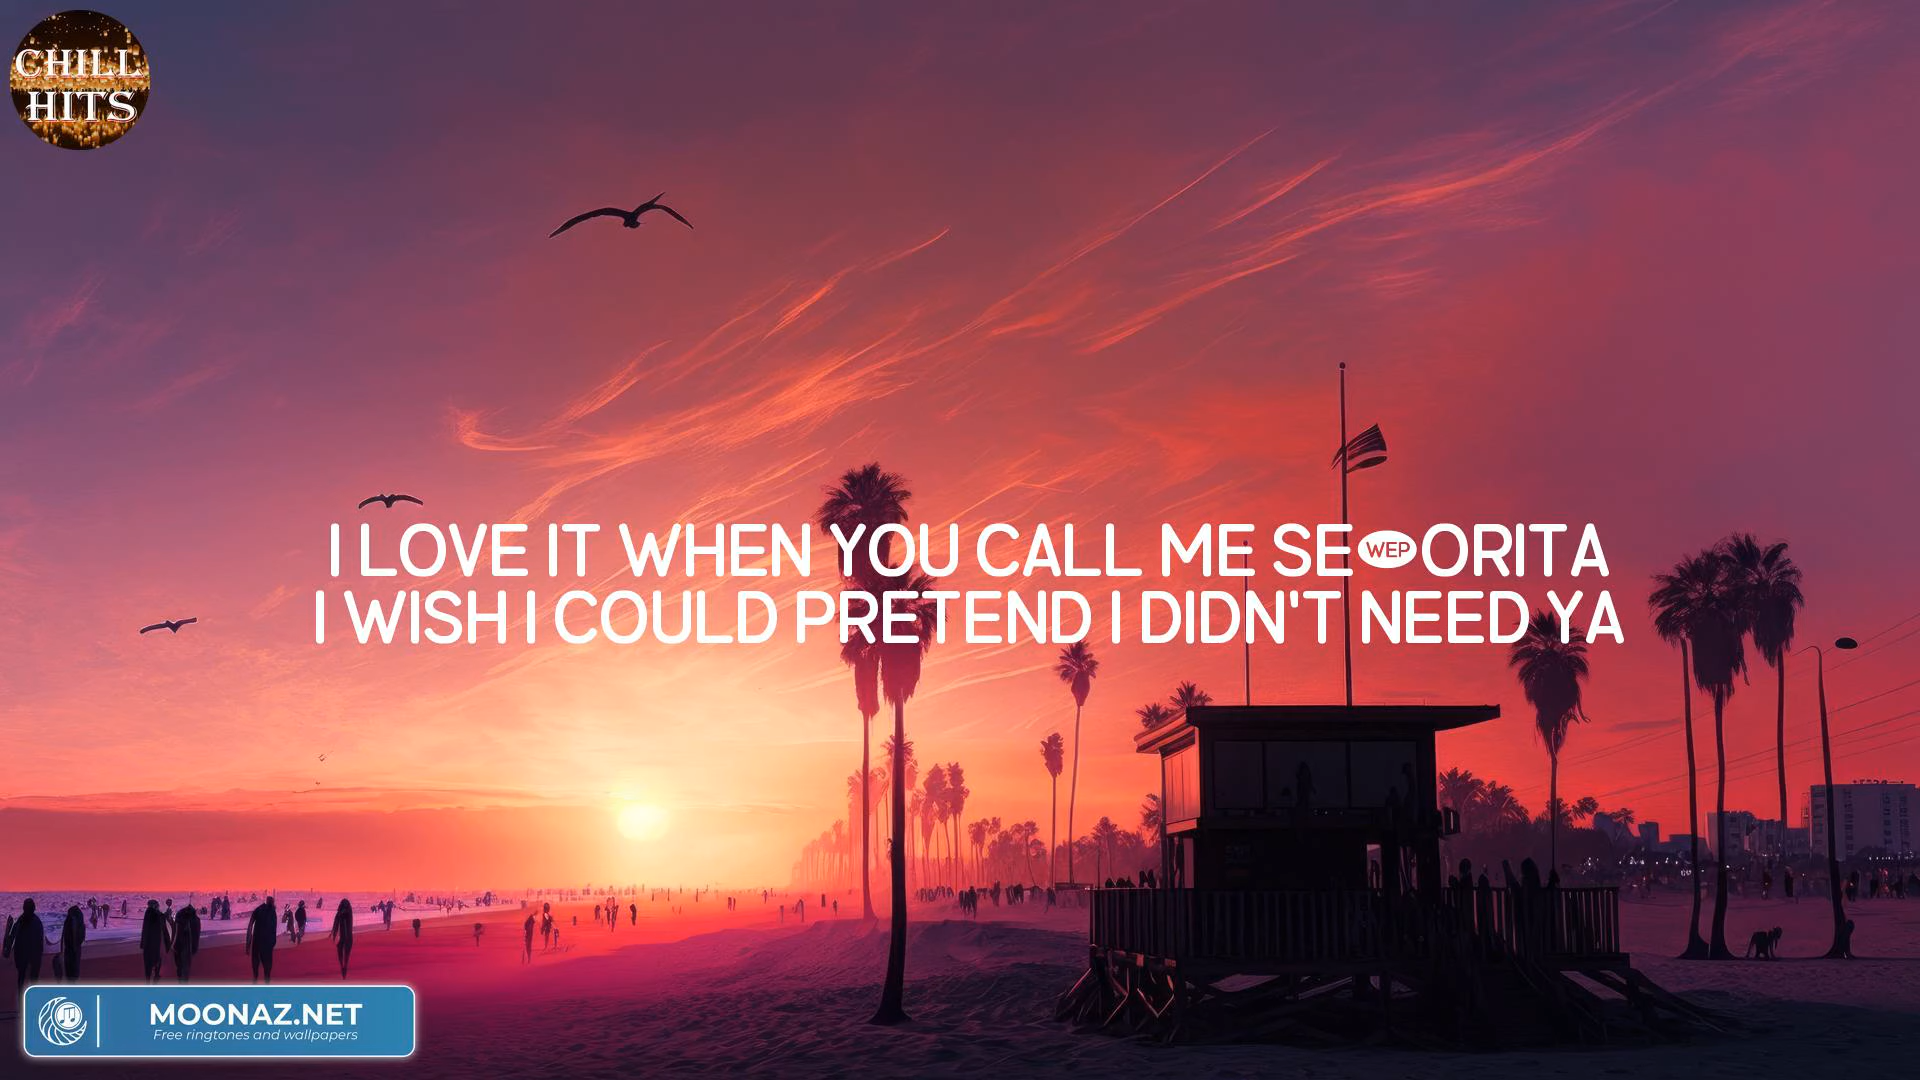 CHILL
HITS
I LOVE IT WHEN YOU CALL ME SE WEP ORITA
I WISH I COULD PRETEND I DIDN'T NEED YA
MOONAZ.NET
Free ringtones and wallpapers